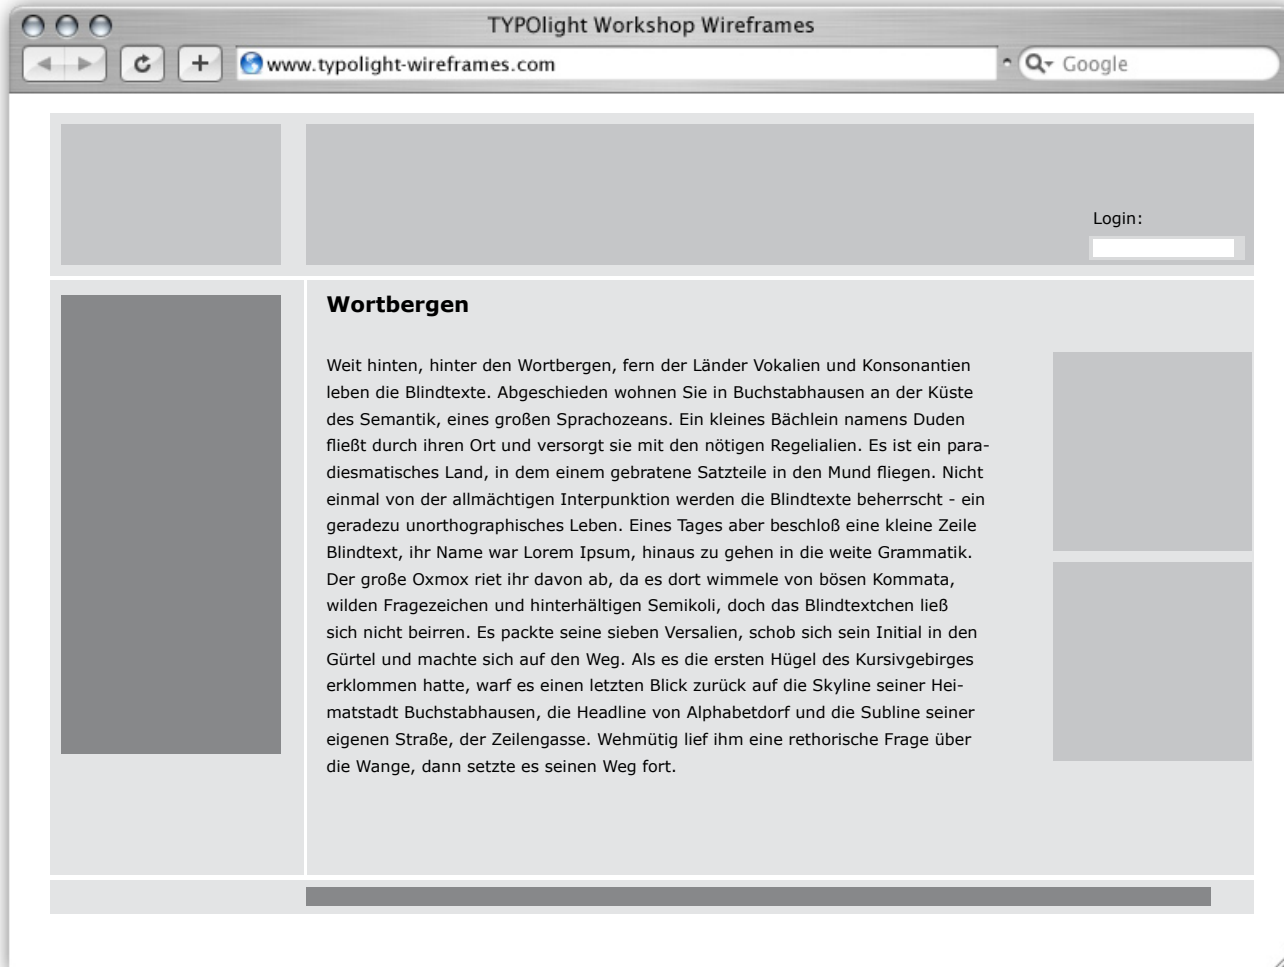 TYPOlight Workshop Wireframes
www.typolight-wireframes.com
Google
Login:
Wortbergen
Weit hinten, hinter den Wortbergen, fern der Länder Vokalien und Konsonantien
leben die Blindtexte. Abgeschieden wohnen Sie in Buchstabhausen an der Küste
des Semantik, eines großen Sprachozeans. Ein kleines Bächlein namens Duden
fließt durch ihren Ort und versorgt sie mit den nötigen Regelialien. Es ist ein para-
diesmatisches Land, in dem einem gebratene Satzteile in den Mund fliegen. Nicht
einmal von der allmächtigen Interpunktion werden die Blindtexte beherrscht - ein
geradezu unorthographisches Leben. Eines Tages aber beschloß eine kleine Zeile
Blindtext, ihr Name war Lorem Ipsum, hinaus zu gehen in die weite Grammatik.
Der große Oxmox riet ihr davon ab, da es dort wimmele von bösen Kommata,
wilden Fragezeichen und hinterhältigen Semikoli, doch das Blindtextchen ließ
sich nicht beirren. Es packte seine sieben Versalien, schob sich sein Initial in den
Gürtel und machte sich auf den Weg. Als es die ersten Hügel des Kursivgebirges
erklommen hatte, warf es einen letzten Blick zurück auf die Skyline seiner Hei-
matstadt Buchstabhausen, die Headline von Alphabetdorf und die Subline seiner
eigenen Straße, der Zeilengasse. Wehmütig lief ihm eine rethorische Frage über
die Wange, dann setzte es seinen Weg fort.